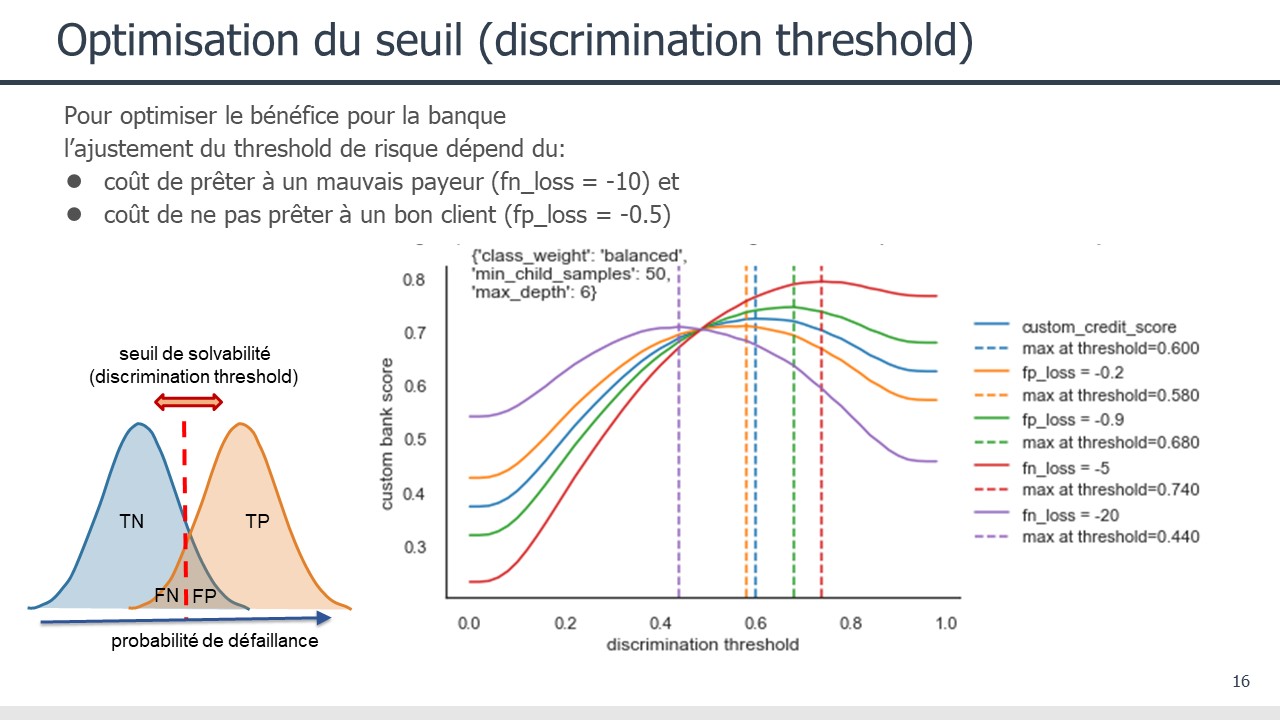 Optimisation du seuil (discrimination threshold)
Pour optimiser le bénéfice pour la banque
l’ajustement du threshold de risque dépend du:
● coût de prêter à un mauvais payeur (fn_loss = -10) et
● coût de ne pas prêter à un bon client (fp_loss = -0.5)
seuil de solvabilité
(discrimination threshold)
TN
TP
FN
FP
probabilité de défaillance
{'class_weight': 'balanced',
'min_child_samples': 50,
'max_depth': 6}
custom bank score
0.8
0.7
0.6
0.5
0.4
0.3
0.0 0.2 0.4 0.6 0.8 1.0
discrimination threshold
custom_credit_score
max at threshold=0.600
fp_loss = -0.2
max at threshold=0.580
fp_loss = -0.9
max at threshold=0.680
fn_loss = -5
max at threshold=0.740
fn_loss = -20
max at threshold=0.440
16